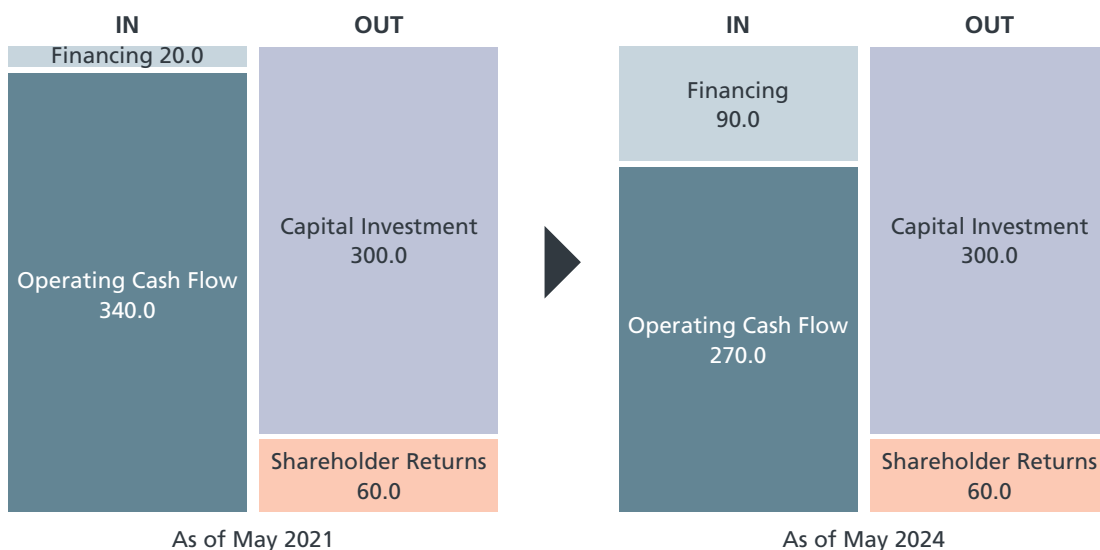 IN
OUT
Financing 20.0
Operating Cash Flow
340.0
Capital Investment
300.0
Shareholder Returns
60.0
As of May 2021
IN
OUT
Financing
90.0
Operating Cash Flow
270.0
Capital Investment
300.0
Shareholder Returns
60.0
As of May 2024